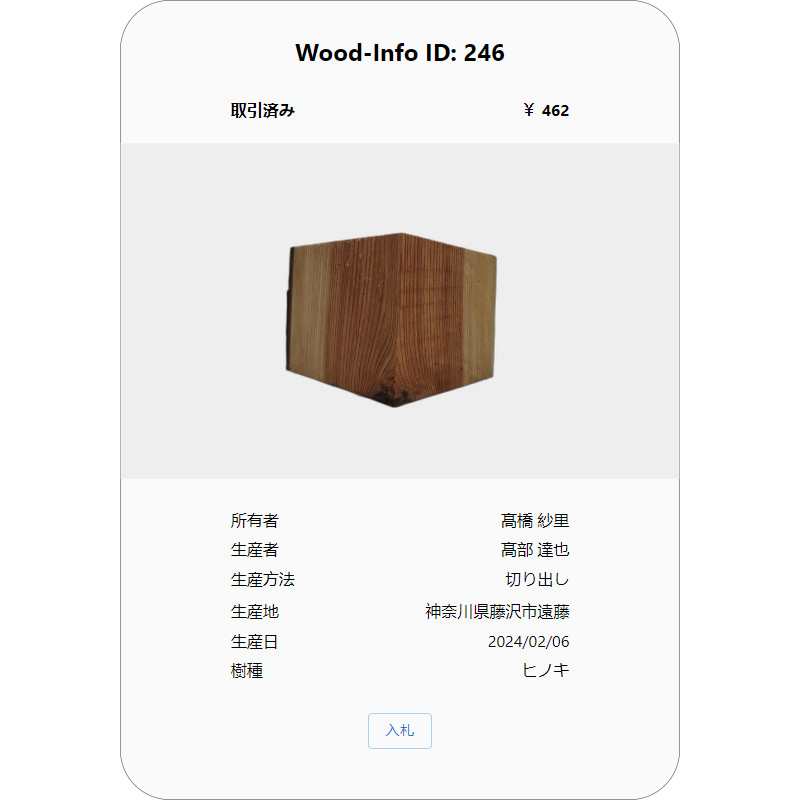 Wood-Info ID: 246
取引済み ￥ 462
所有者 髙橋 紗里
生産者 髙部 達也
生産方法 切り出し
生産地 神奈川県藤沢市遠藤
生産日 2024/02/06
樹種 ヒノキ
入札